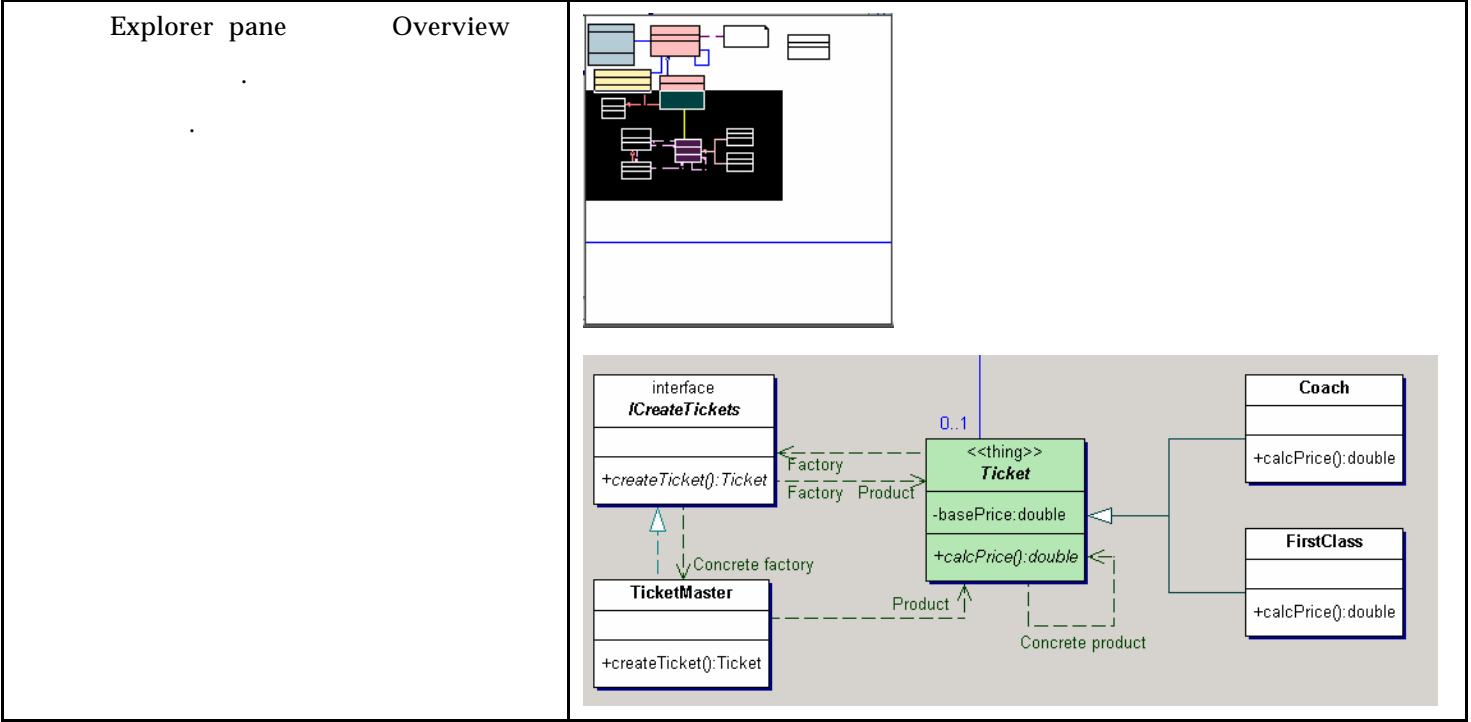 Explorer pane Overview
.
.
interface
ICreateTickets
+createTicket():Ticket
Factory
Factory Product
Concrete factory
TicketMaster
+createTicket():Ticket
0..1
<<thing>>
Ticket
-basePrice:double
+calcPrice():double
Product
Concrete product
Coach
+calcPrice():double
FirstClass
+calcPrice():double